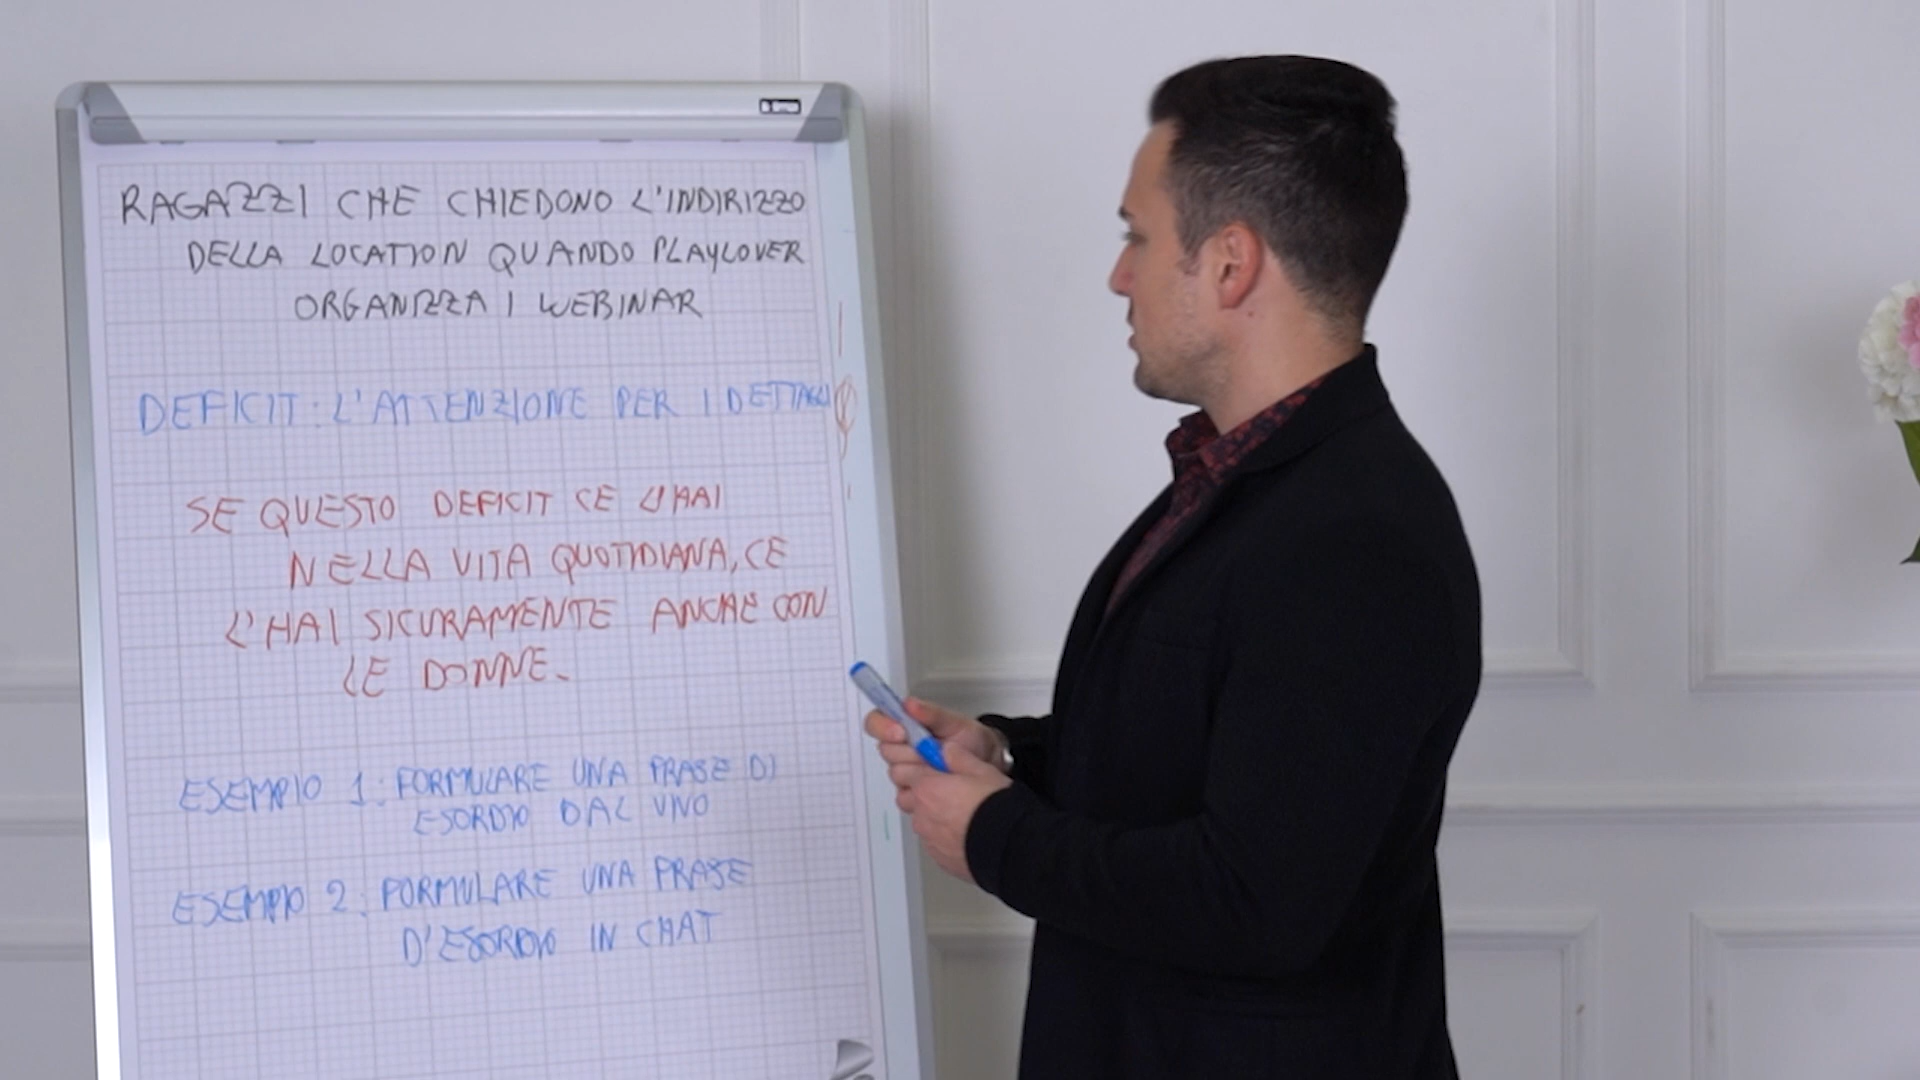 RAGAZZI CHE CHIEDONO L'INDIRIZZO
DELLA LOCATION QUANDO PLAYLOVER
ORGANIZZA I WEBINAR
DEFICIT: L'ATTENZIONE PER I DETTAGLI
SE QUESTO DEFICIT CE L'HAI
NELLA VITA QUOTIDIANA, CE
L'HAI SICURAMENTE ANCHE CON
LE DONNE.
ESEMPIO 1: FORMULARE UNA FRASE DI
ESORDIO DAL VIVO
ESEMPIO 2: FORMULARE UNA FRASE
D'ESORDIO IN CHAT